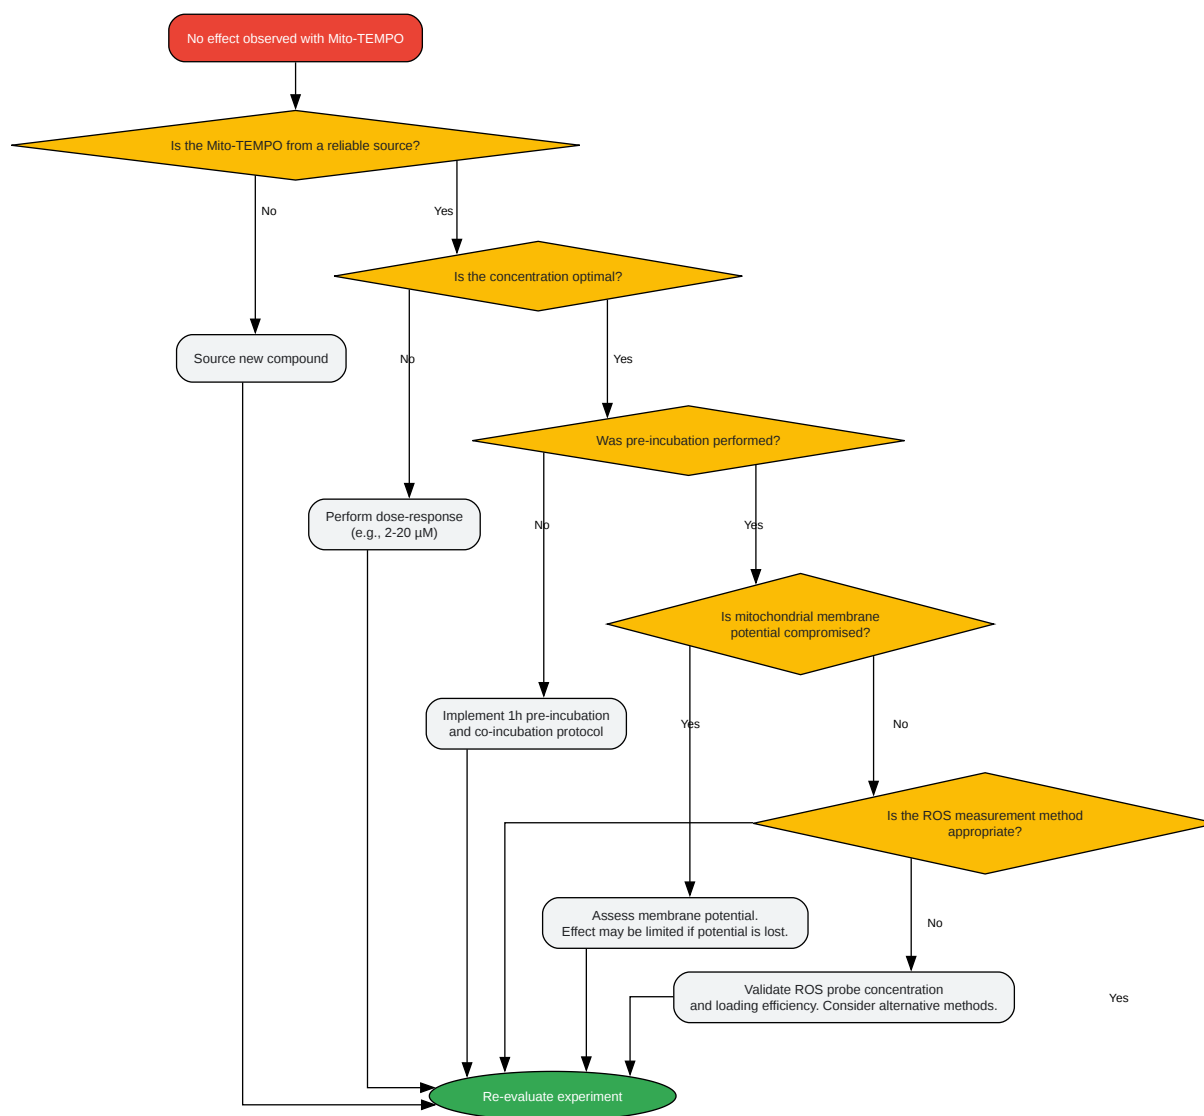 No effect observed with Mito-TEMPO
Is the Mito-TEMPO from a reliable source?
No
Yes
Is the concentration optimal?
Source new compound
No
Yes
Was pre-incubation performed?
Perform dose-response
(e.g., 2-20 µM)
No
Yes
Is mitochondrial membrane
potential compromised?
Implement 1h pre-incubation
and co-incubation protocol
Yes
No
Is the ROS measurement method
appropriate?
Assess membrane potential.
Effect may be limited if potential is lost.
No
Validate ROS probe concentration
and loading efficiency. Consider alternative methods.
Yes
Re-evaluate experiment